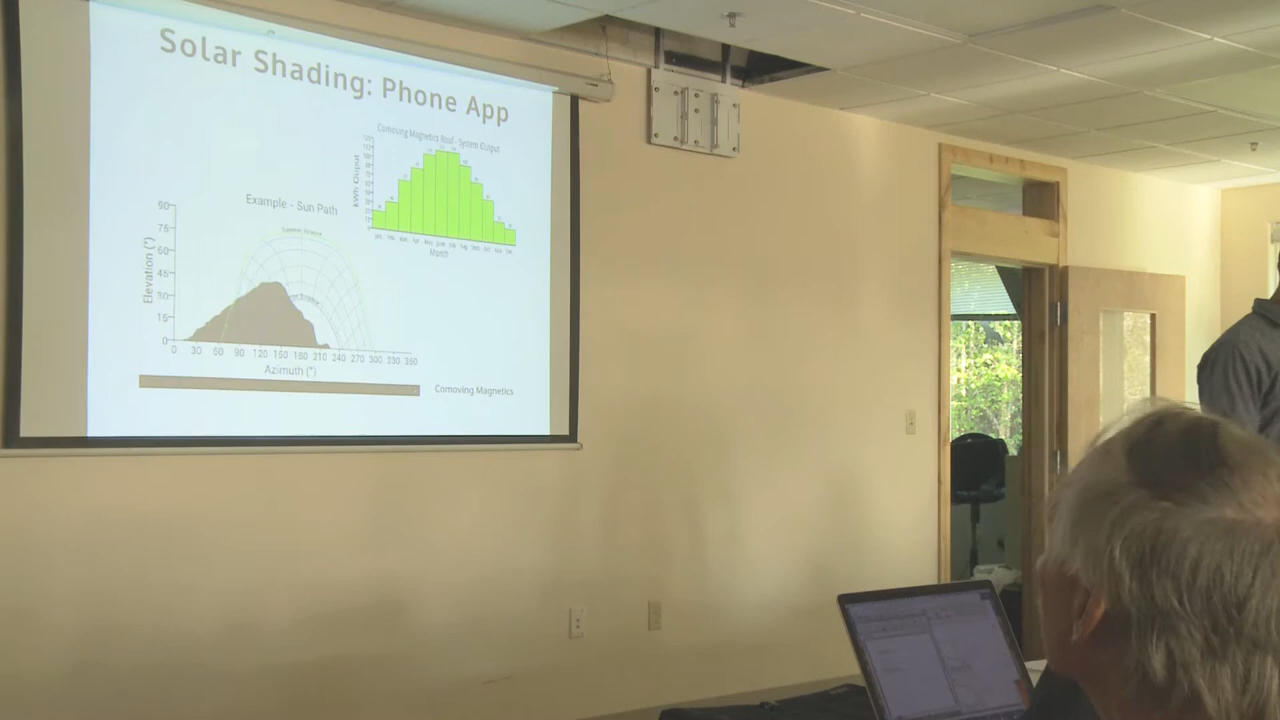 Solar Shading: Phone App
Comoving Magnetics Roof - System Output
KWh Output
Month
Example - Sun Path
Summer Solstice
Elevation (°)
90
75
60
45
30
15
0
0 30 60 90 120 150 180 210 240 270 300 330 360
Azimuth (°)
Comoving Magnetics